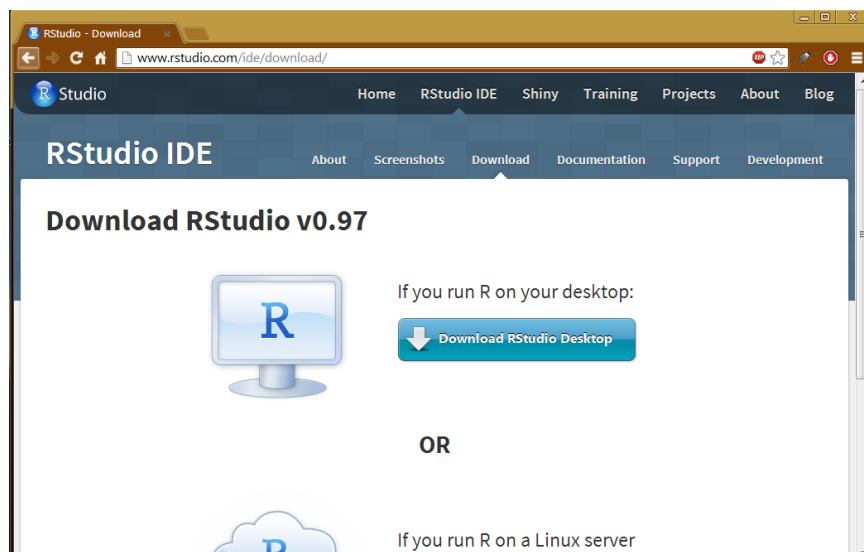 RStudio - Download
www.rstudio.com/ide/download/
ABP
R Studio
Home RStudio IDE Shiny Training Projects About Blog
RStudio IDE
About Screenshots Download Documentation Support Development
Download RStudio v0.97
R
If you run R on your desktop:
Download RStudio Desktop
OR
R
If you run R on a Linux server